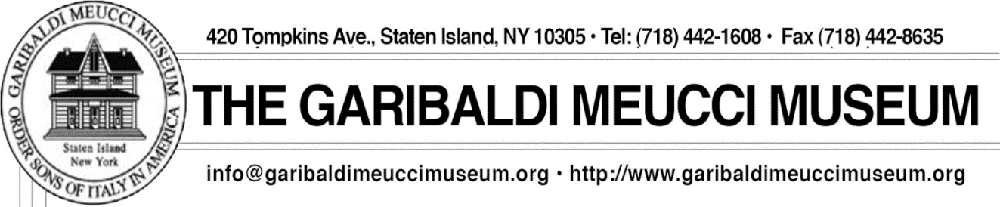 GARIBALDI MEUCCI MUSEUM
Staten Island
New York
ORDER SONS OF ITALY IN AMERICA
420 Tompkins Ave., Staten Island, NY 10305 · Tel: (718) 442-1608 · Fax (718) 442-8635
THE GARIBALDI MEUCCI MUSEUM
info@garibaldimeuccimuseum.org · http://www.garibaldimeuccimuseum.org